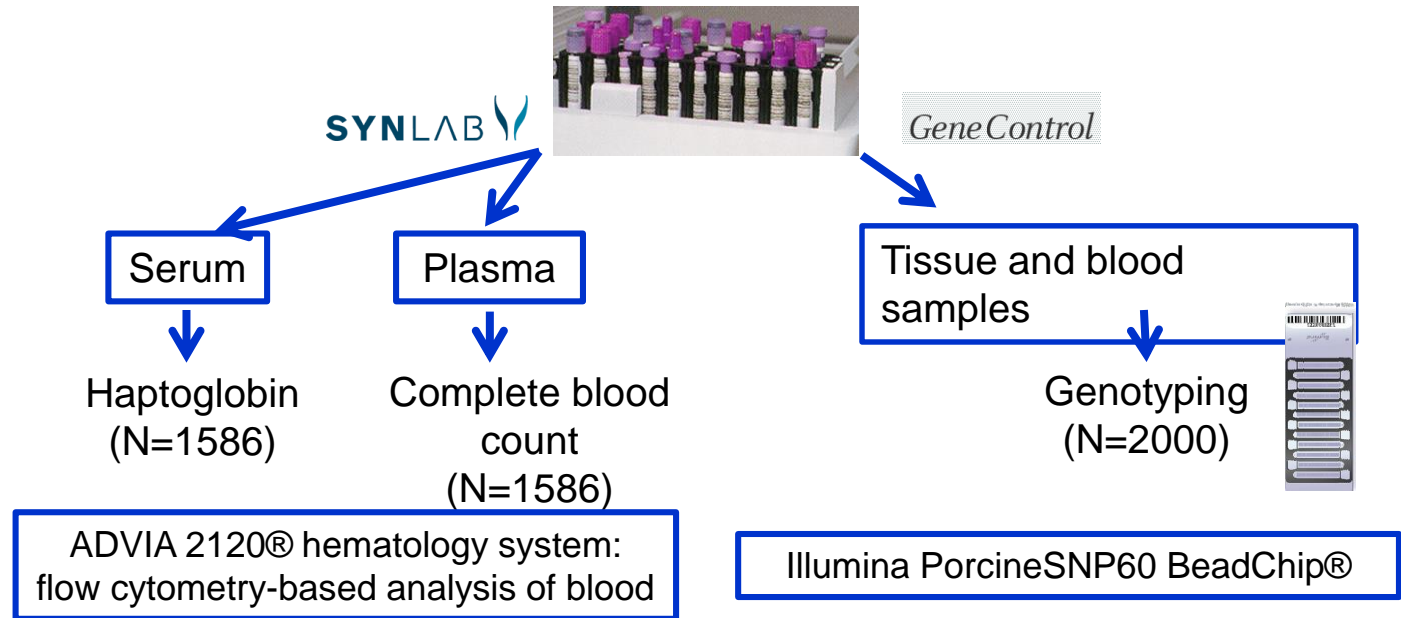 SYNLAB
GeneControl
Serum
Plasma
Tissue and blood
samples
Haptoglobin
(N=1586)
Complete blood
count
(N=1586)
Genotyping
(N=2000)
ADVIA 2120® hematology system:
flow cytometry-based analysis of blood
Illumina PorcineSNP60 BeadChip®